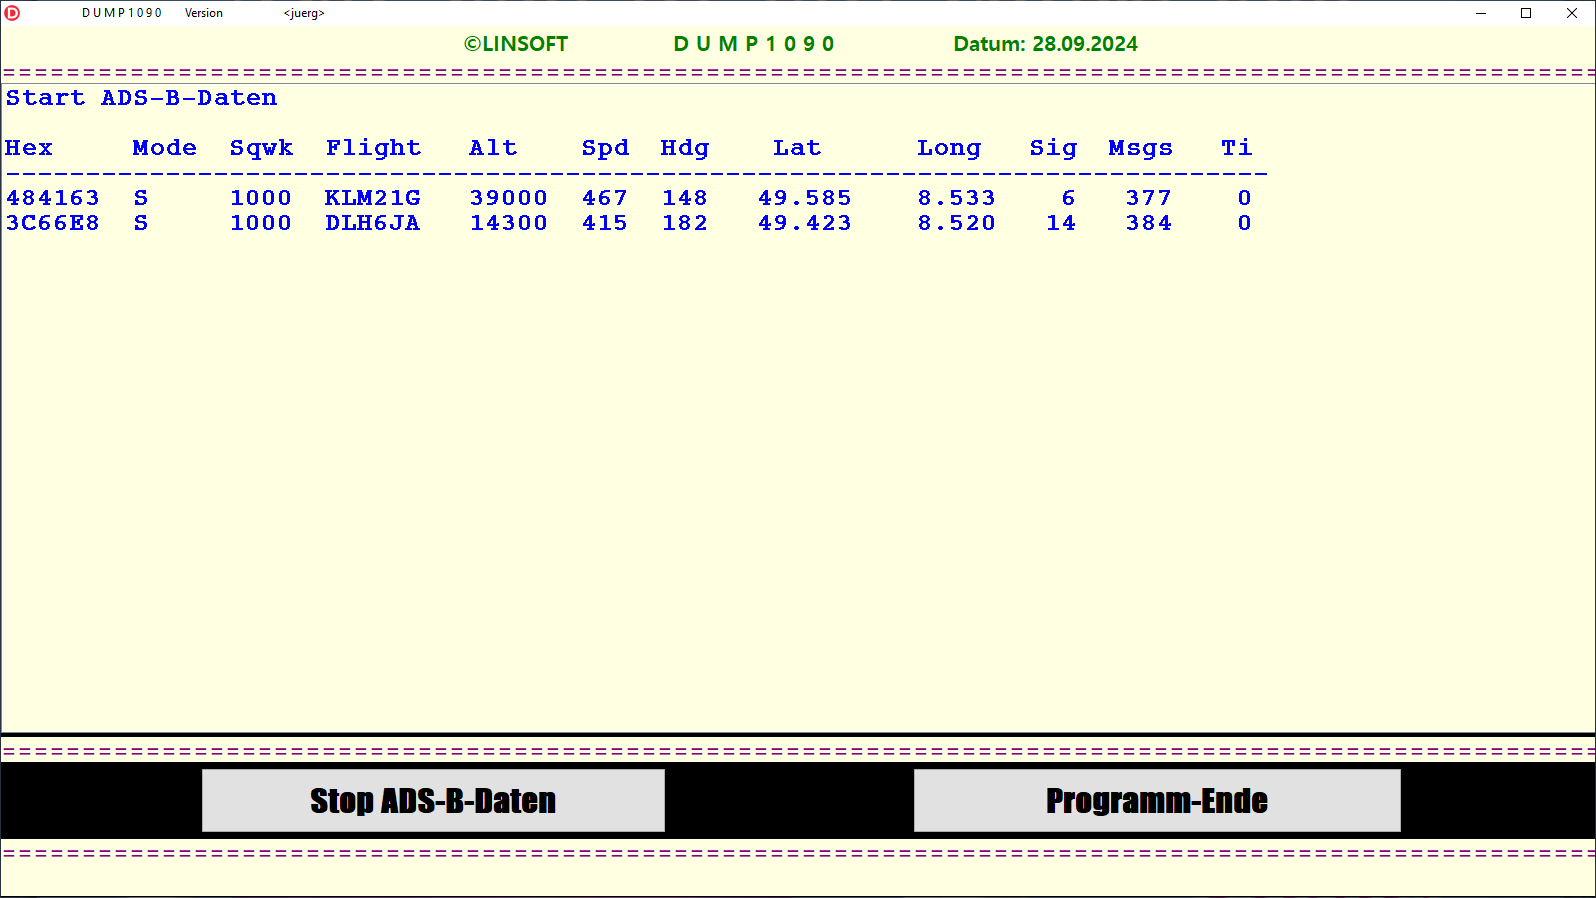 D U M P 1 0 9 0 Version <juerg>
©LINSOFT D U M P 1 0 9 0 Datum: 28.09.2024
====================================================================================================
Start ADS-B-Daten
Hex Mode Sqwk Flight Alt Spd Hdg Lat Long Sig Msgs Ti
-------------------------------------------------------------------------------
484163 S 1000 KLM21G 39000 467 148 49.585 8.533 6 377 0
3C66E8 S 1000 DLH6JA 14300 415 182 49.423 8.520 14 384 0
====================================================================================================
Stop ADS-B-Daten Programm-Ende
====================================================================================================